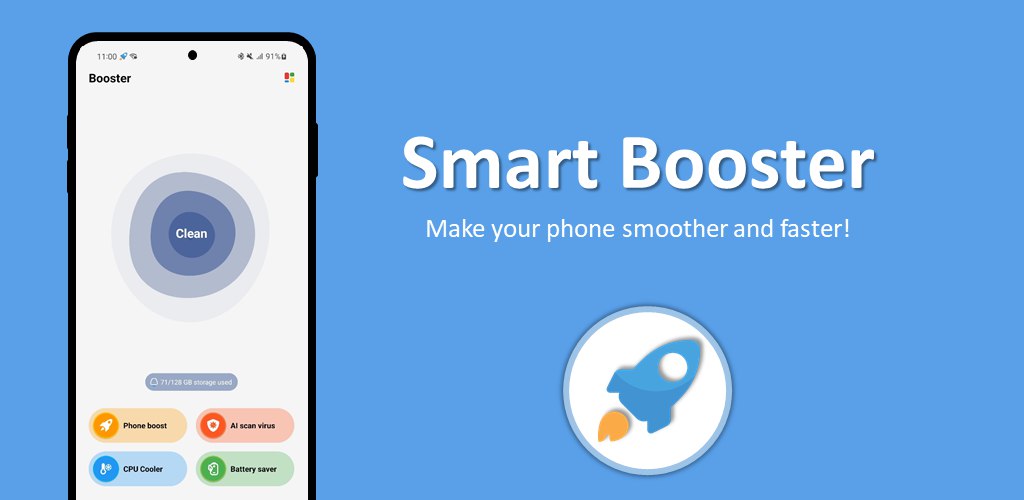 11:00
91%
Booster
Clean
71/128 GB storage used
Phone boost
AI scan virus
CPU Cooler
Battery saver
Smart Booster
Make your phone smoother and faster!